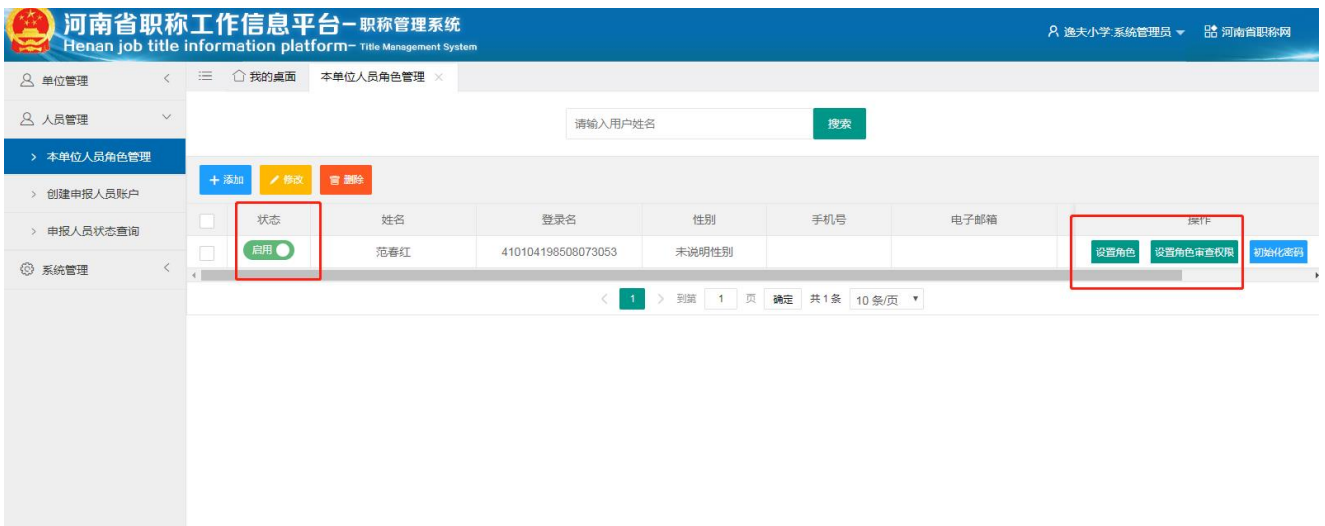 河南省职称工作信息平台-职称管理系统
Henan job title information platform- Title Management System
逸夫小学:系统管理员
河南省职称网
单位管理
我的桌面
本单位人员角色管理
人员管理
请输入用户姓名
搜索
本单位人员角色管理
添加
修改
删除
创建申报人员账户
状态 姓名 登录名 性别 手机号 电子邮箱 操作
申报人员状态查询
启用 范春红 410104198508073053 未说明性别 设置角色 设置角色审查权限 初始化密码
系统管理
1 到第 1 页 确定 共1条 10条/页